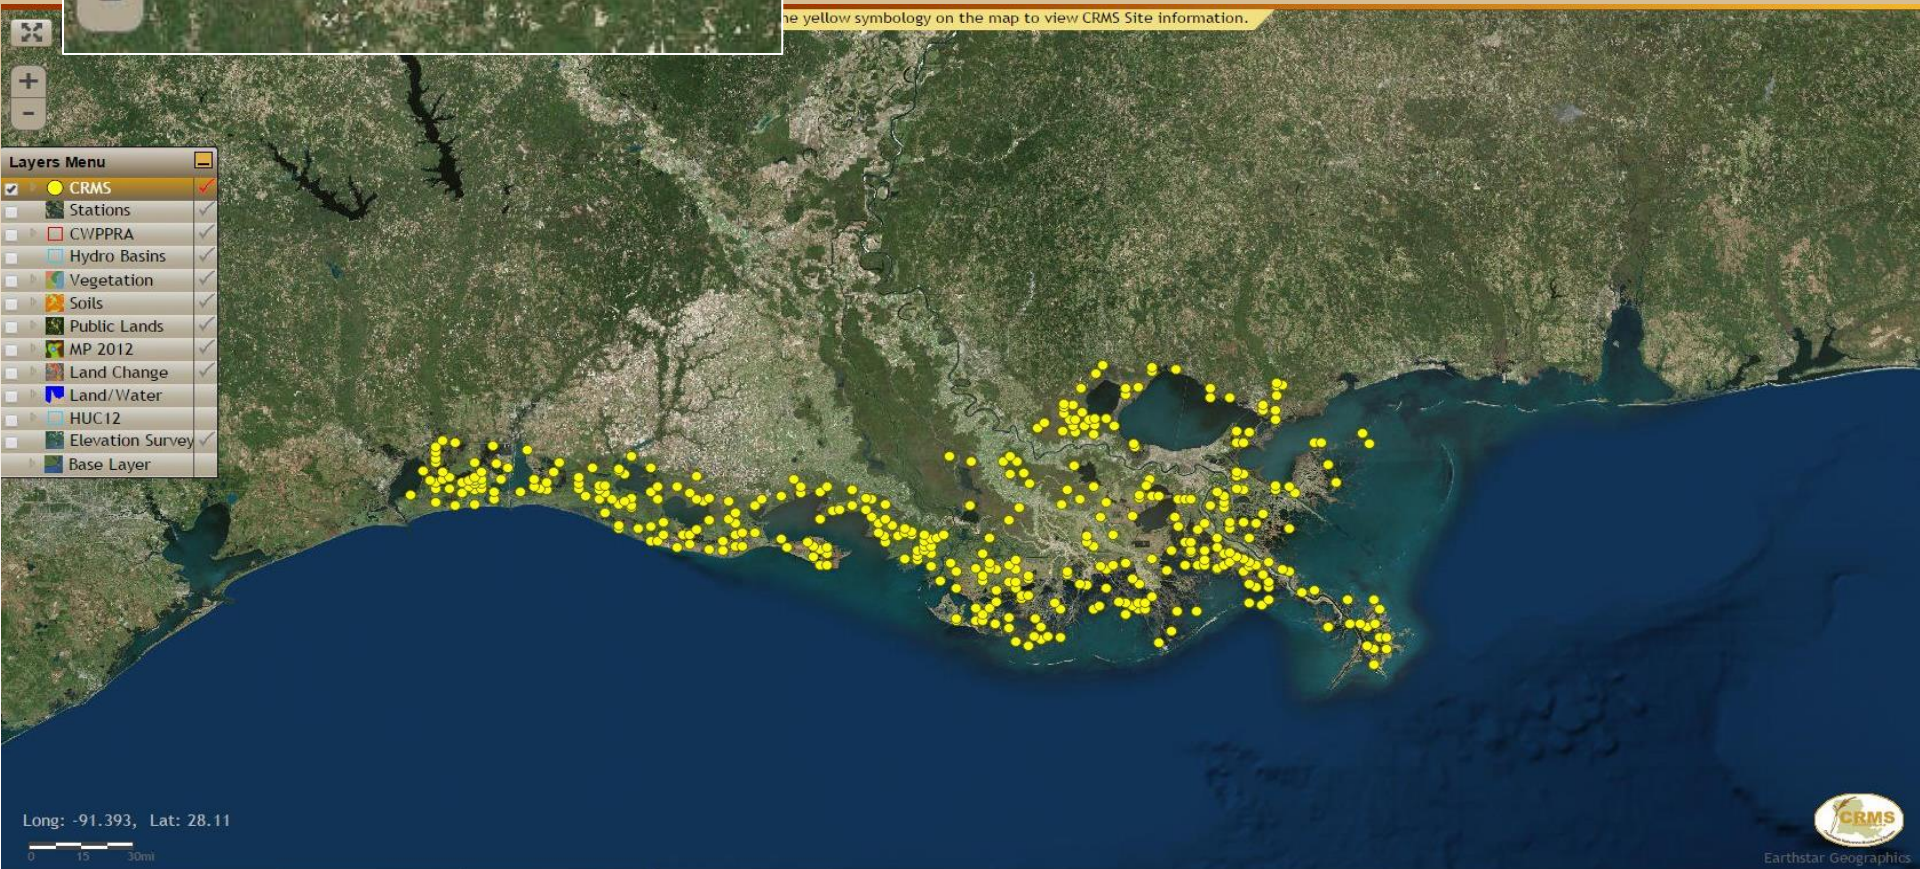 he yellow symbology on the map to view CRMS Site information.
+
-
Layers Menu
CRMS
Stations
CWPPRA
Hydro Basins
Vegetation
Soils
Public Lands
MP 2012
Land Change
Land/Water
HUC12
Elevation Survey
Base Layer
Long: -91.393, Lat: 28.11
0 15 30mi
CRMS
Earthstar Geographics